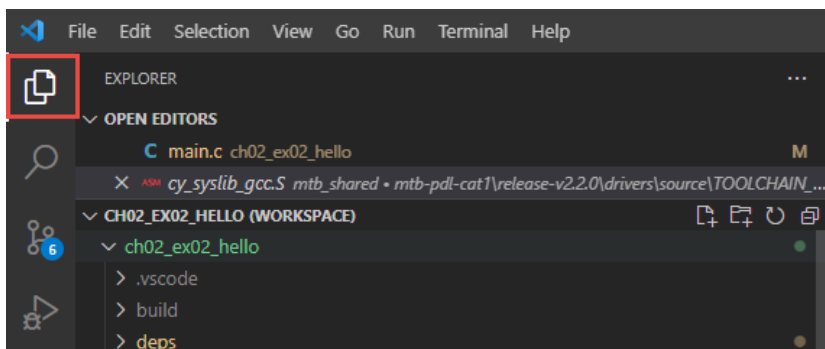 File Edit Selection View Go Run Terminal Help
EXPLORER ...
OPEN EDITORS
C main.c ch02_ex02_hello M
ASM cy_syslib_gcc.S mtb_shared • mtb-pdl-cat1\release-v2.2.0\drivers\source\TOOLCHAIN_...
CH02_EX02_HELLO (WORKSPACE)
ch02_ex02_hello
6
.vscode
build
deps